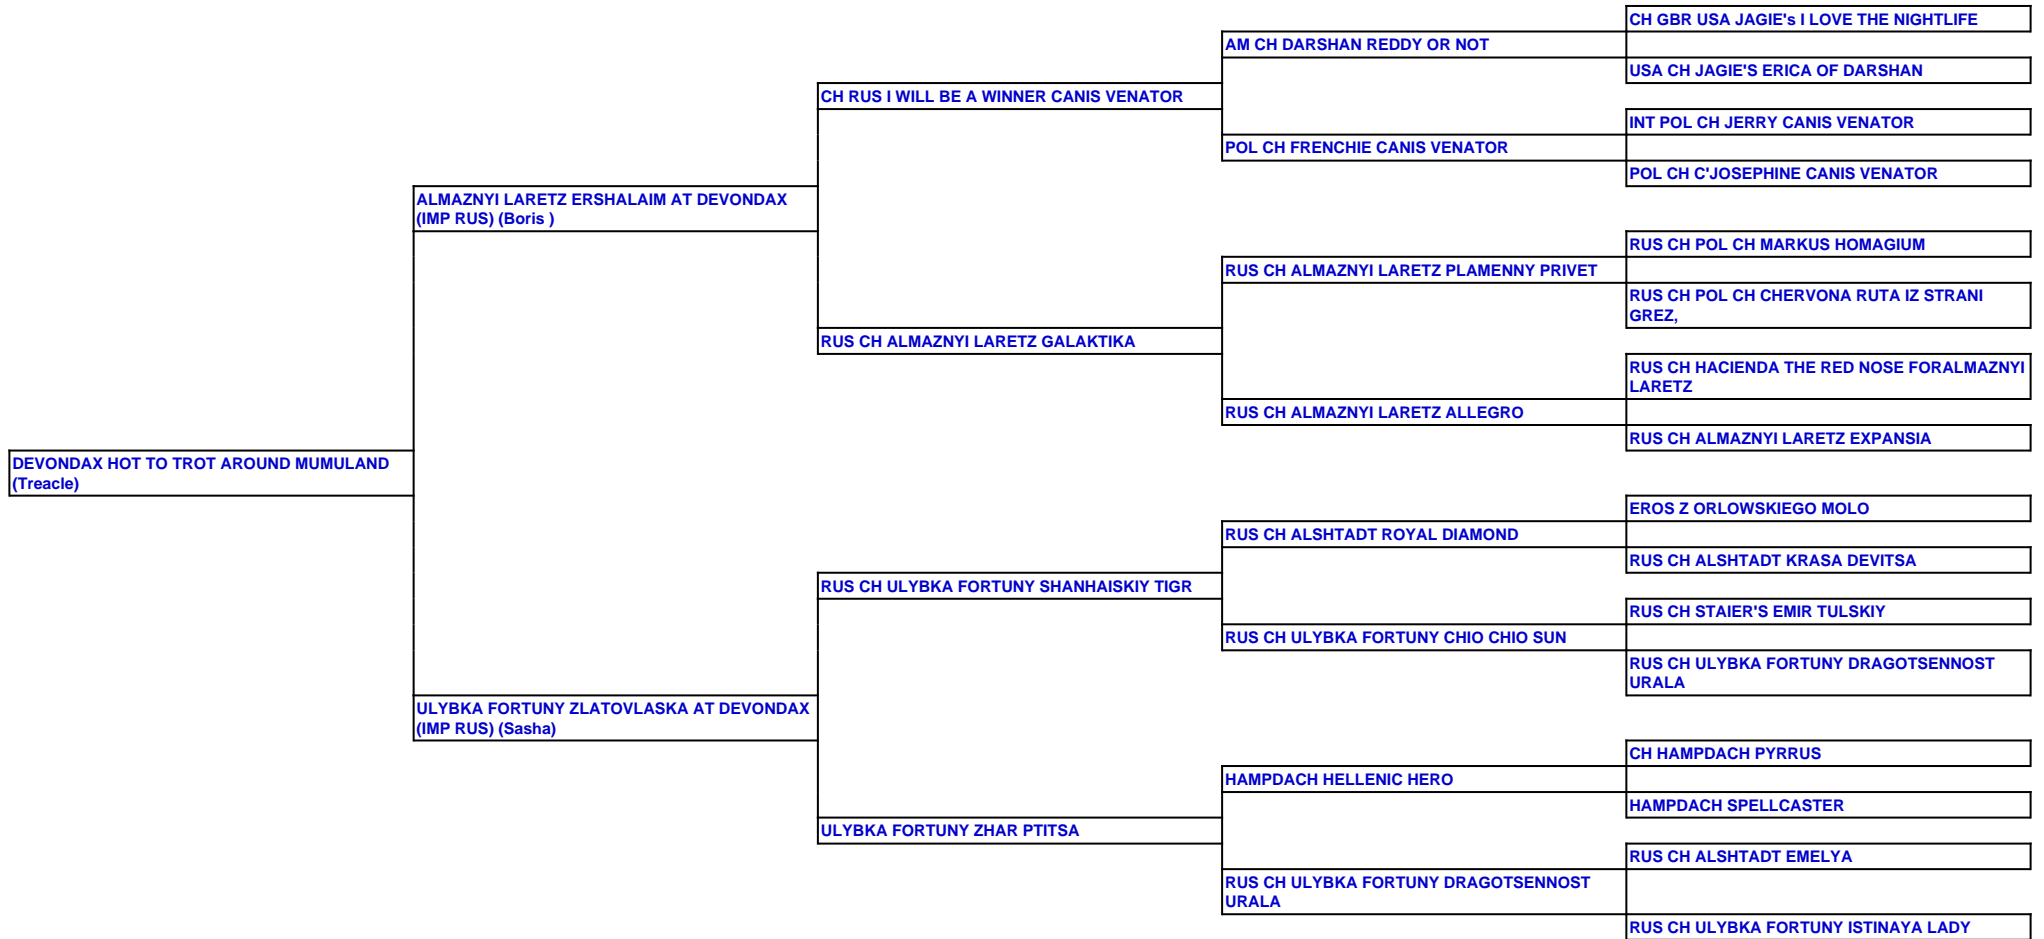 CH GBR USA JAGIE's I LOVE THE NIGHTLIFE
AM CH DARSHAN REDDY OR NOT
USA CH JAGIE'S ERICA OF DARSHAN
CH RUS I WILL BE A WINNER CANIS VENATOR
INT POL CH JERRY CANIS VENATOR
POL CH FRENCHIE CANIS VENATOR
POL CH C'JOSEPHINE CANIS VENATOR
ALMAZNYI LARETZ ERSHALAIM AT DEVONDAX
(IMP RUS) (Boris )
RUS CH POL CH MARKUS HOMAGIUM
RUS CH ALMAZNYI LARETZ PLAMENNY PRIVET
RUS CH POL CH CHERVONA RUTA IZ STRANI
GREZ,
RUS CH ALMAZNYI LARETZ GALAKTIKA
RUS CH HACIENDA THE RED NOSE FORALMAZNYI
LARETZ
RUS CH ALMAZNYI LARETZ ALLEGRO
RUS CH ALMAZNYI LARETZ EXPANSIA
DEVONDAX HOT TO TROT AROUND MUMULAND
(Treacle)
EROS Z ORLOWSKIEGO MOLO
RUS CH ALSHTADT ROYAL DIAMOND
RUS CH ALSHTADT KRASA DEVITSA
RUS CH ULYBKA FORTUNY SHANHAISKIY TIGR
RUS CH STAIER'S EMIR TULSKIY
RUS CH ULYBKA FORTUNY CHIO CHIO SUN
RUS CH ULYBKA FORTUNY DRAGOTSENNOST
URALA
ULYBKA FORTUNY ZLATOVLASKA AT DEVONDAX
(IMP RUS) (Sasha)
CH HAMPDACH PYRRUS
HAMPDACH HELLENIC HERO
HAMPDACH SPELLCASTER
ULYBKA FORTUNY ZHAR PTITSA
RUS CH ALSHTADT EMELYA
RUS CH ULYBKA FORTUNY DRAGOTSENNOST
URALA
RUS CH ULYBKA FORTUNY ISTINAYA LADY